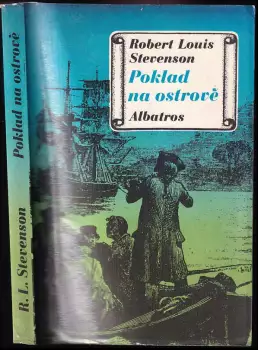 Robert Louis
Stevenson
Poklad
na ostrově
Albatros
R. L. Stevenson
Poklad na ostrově